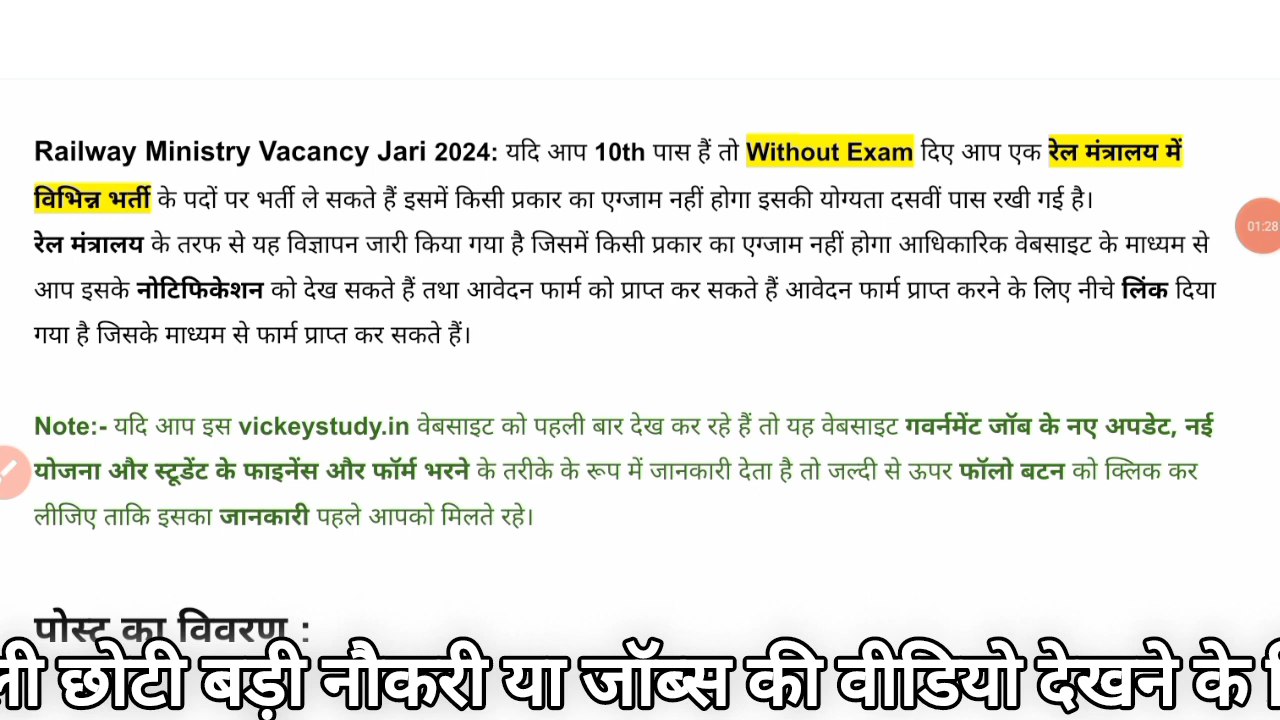 Railway Ministry Vacancy Jari 2024: यदि आप 10th पास हैं तो Without Exam दिए आप एक रेल मंत्रालय में
विभिन्न भर्ती के पदों पर भर्ती ले सकते हैं इसमें किसी प्रकार का एग्जाम नहीं होगा इसकी योग्यता दसवीं पास रखी गई है।
01:28
रेल मंत्रालय के तरफ से यह विज्ञापन जारी किया गया है जिसमें किसी प्रकार का एग्जाम नहीं होगा आधिकारिक वेबसाइट के माध्यम से
आप इसके नोटिफिकेशन को देख सकते हैं तथा आवेदन फार्म को प्राप्त कर सकते हैं आवेदन फार्म प्राप्त करने के लिए नीचे लिंक दिया
गया है जिसके माध्यम से फार्म प्राप्त कर सकते हैं।
Note:- यदि आप इस vickeystudy.in वेबसाइट को पहली बार देख कर रहे हैं तो यह वेबसाइट गवर्नमेंट जॉब के नए अपडेट, नई
योजना और स्टूडेंट के फाइनेंस और फॉर्म भरने के तरीके के रूप में जानकारी देता है तो जल्दी से ऊपर फॉलो बटन को क्लिक कर
लीजिए ताकि इसका जानकारी पहले आपको मिलते रहे।
पोस्ट का विवरण :
छोटी बड़ी नौकरी या जॉब्स की वीडियो देखने के